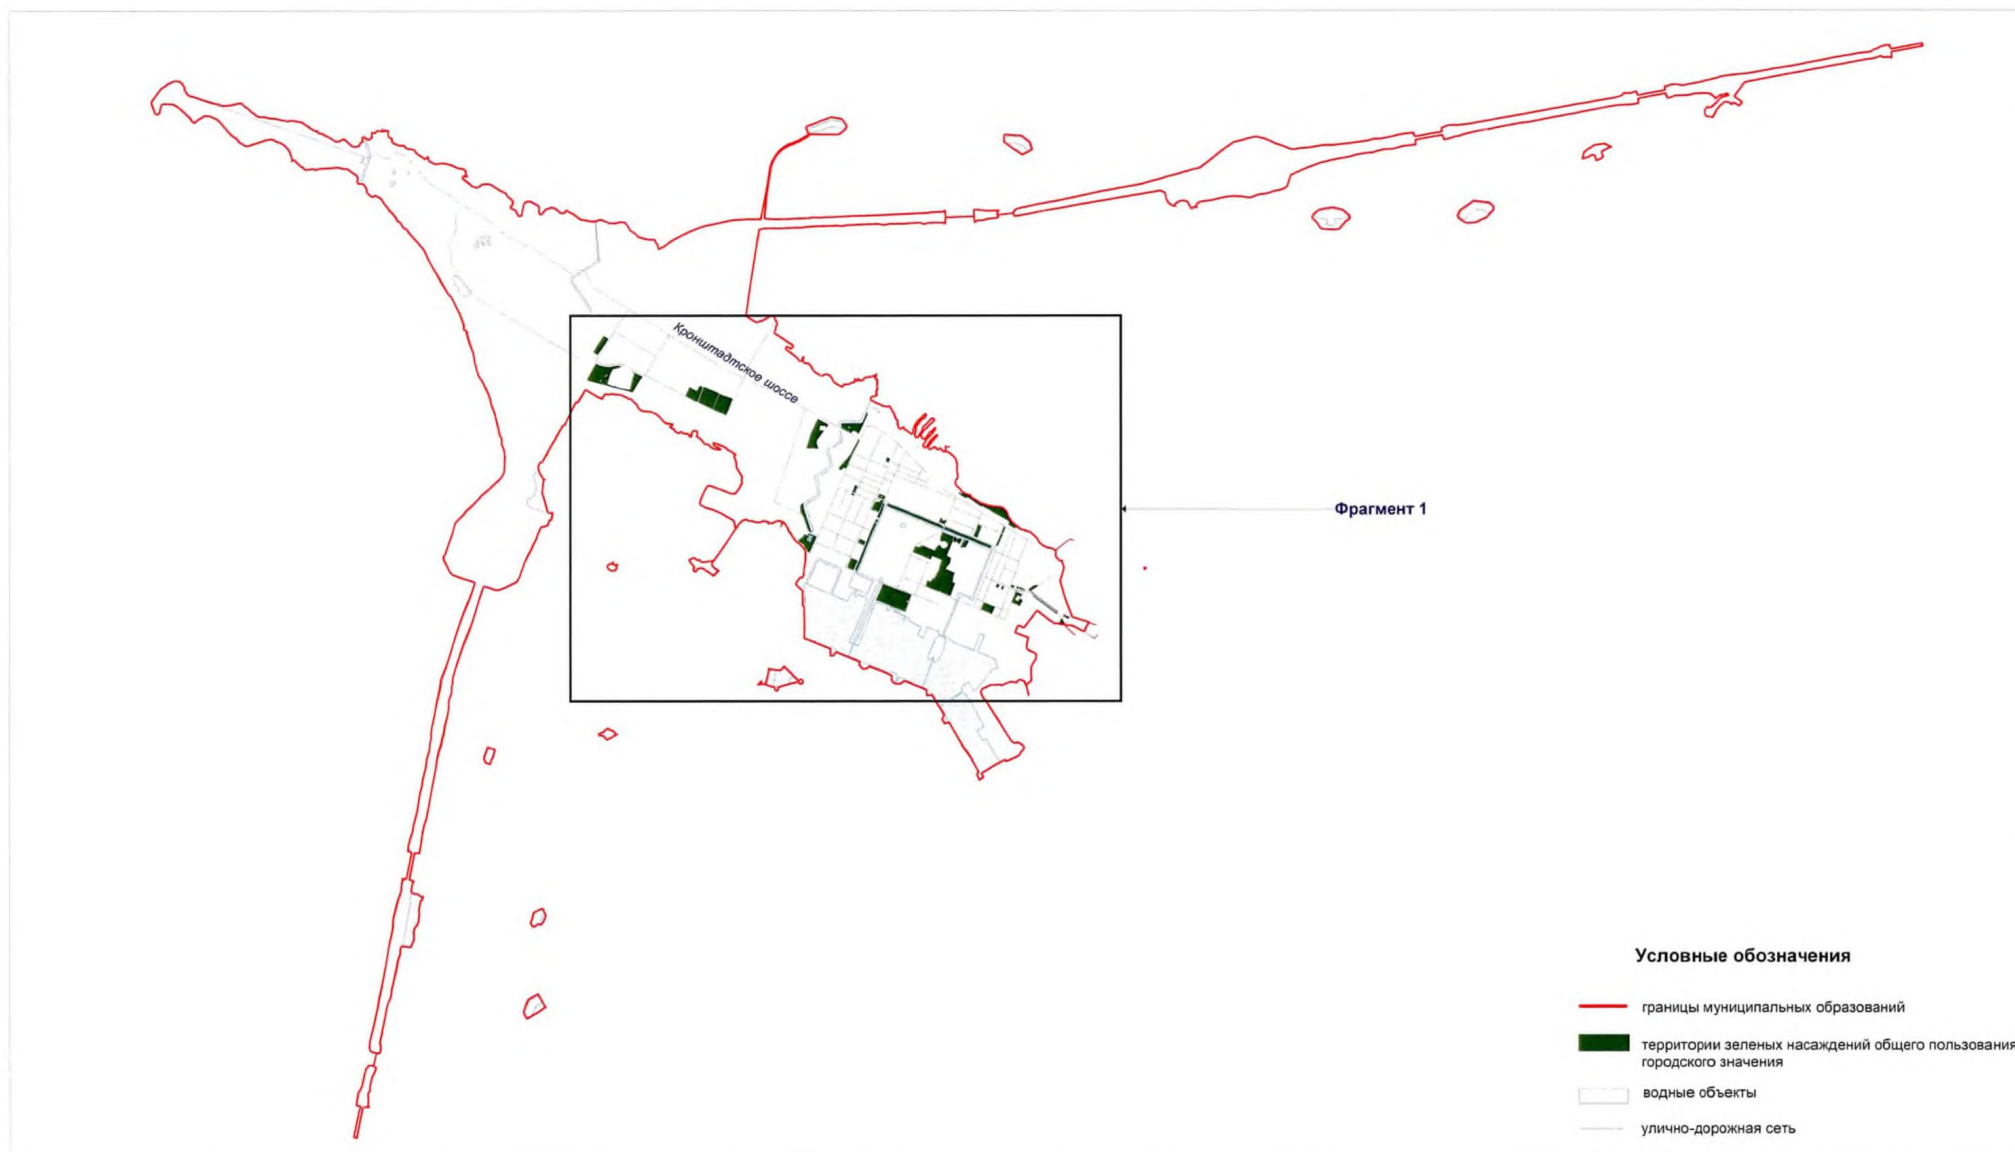 Кронштадтское шоссе
Фрагмент 1
Условные обозначения
границы муниципальных образований
территории зеленых насаждений общего пользования
городского значения
водные объекты
улично-дорожная сеть